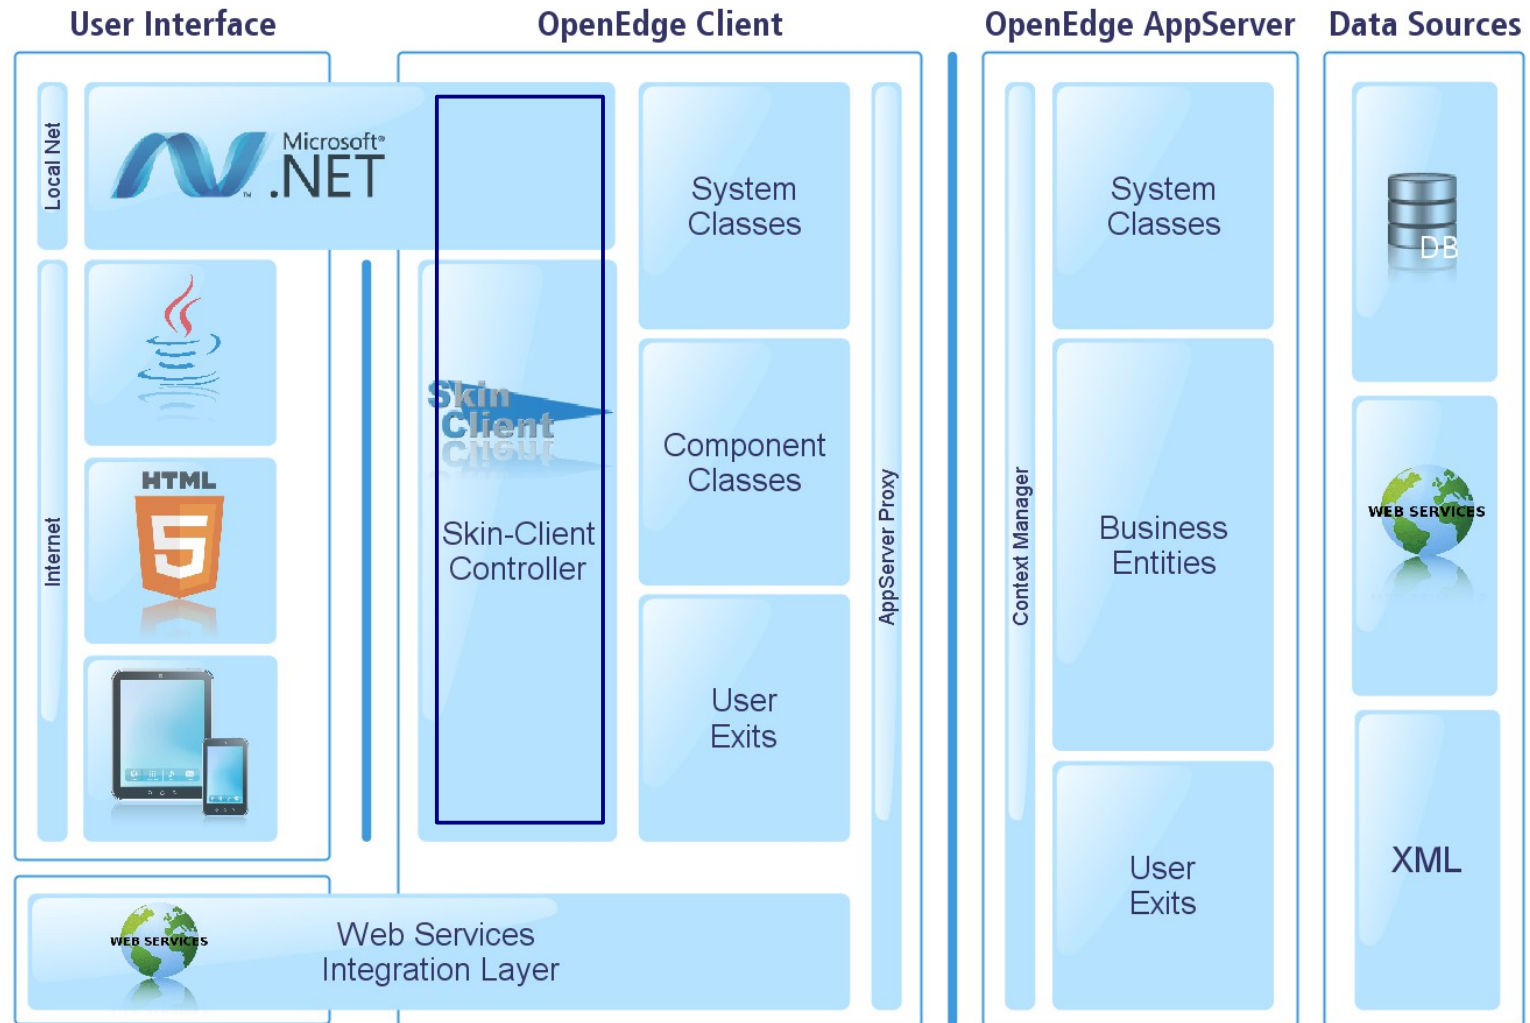 User Interface
OpenEdge Client
OpenEdge AppServer
Data Sources
Local Net
Microsoft®
.NET
™
System
Classes
System
Classes
DB
Internet
HTML
5
Skin
Client
Skin-Client
Controller
Component
Classes
User
Exits
AppServer Proxy
Context Manager
Business
Entities
User
Exits
WEB SERVICES
XML
WEB SERVICES
Web Services
Integration Layer